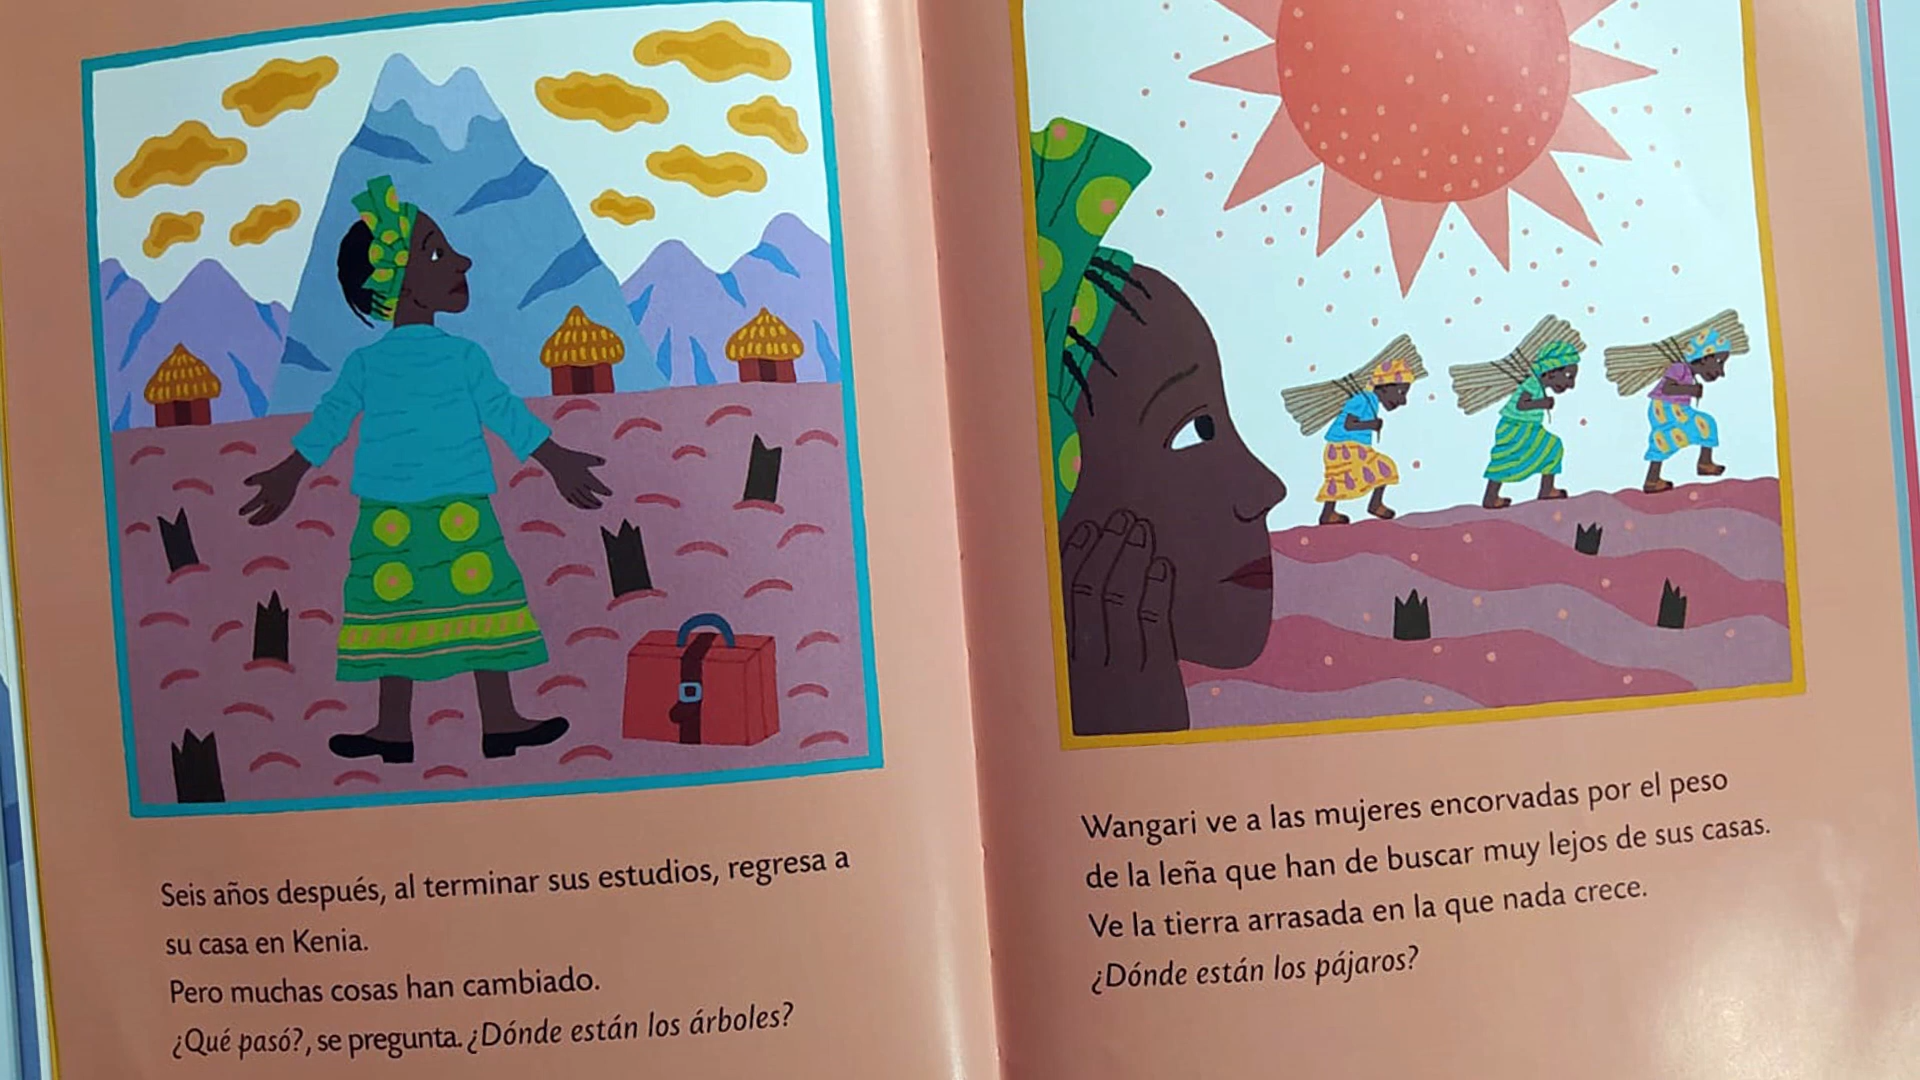 Seis años después, al terminar sus estudios, regresa a
su casa en Kenia.
Pero muchas cosas han cambiado.
¿Qué pasó?, se pregunta. ¿Dónde están los árboles?
Wangari ve a las mujeres encorvadas por el peso
de la leña que han de buscar muy lejos de sus casas.
Ve la tierra arrasada en la que nada crece.
¿Dónde están los pájaros?